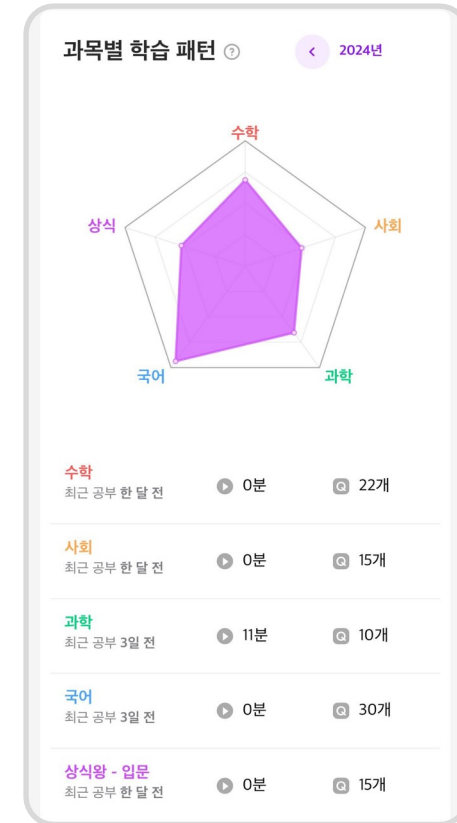 과목별 학습 패턴 ?
< 2024년
수학
상식
사회
국어
과학
수학
최근 공부 한 달 전
0분
Q 22개
사회
최근 공부 한 달 전
0분
Q 15개
과학
최근 공부 3일 전
11분
Q 10개
국어
최근 공부 3일 전
0분
Q 30개
상식왕 - 입문
최근 공부 한 달 전
0분
Q 15개